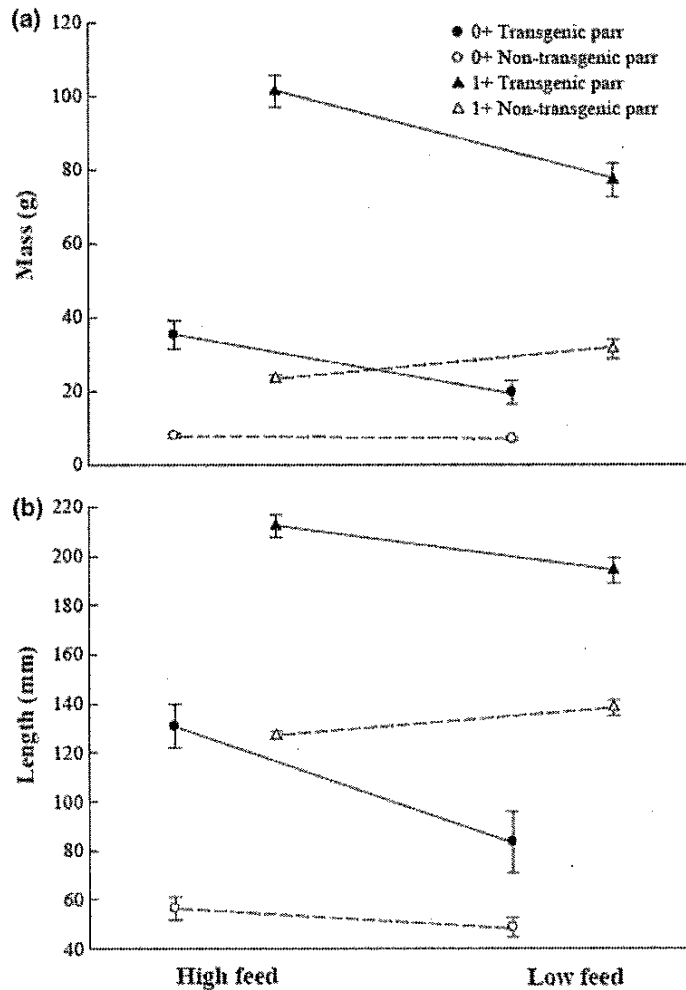 (a)
120
100
80
60
40
20
0
Mass (g)
● 0+ Transgenic parr
○ 0+ Non-transgenic parr
▲ 1+ Transgenic parr
△ 1+ Non-transgenic parr
(b)
220
200
180
160
140
120
100
80
60
40
Length (mm)
High feed
Low feed